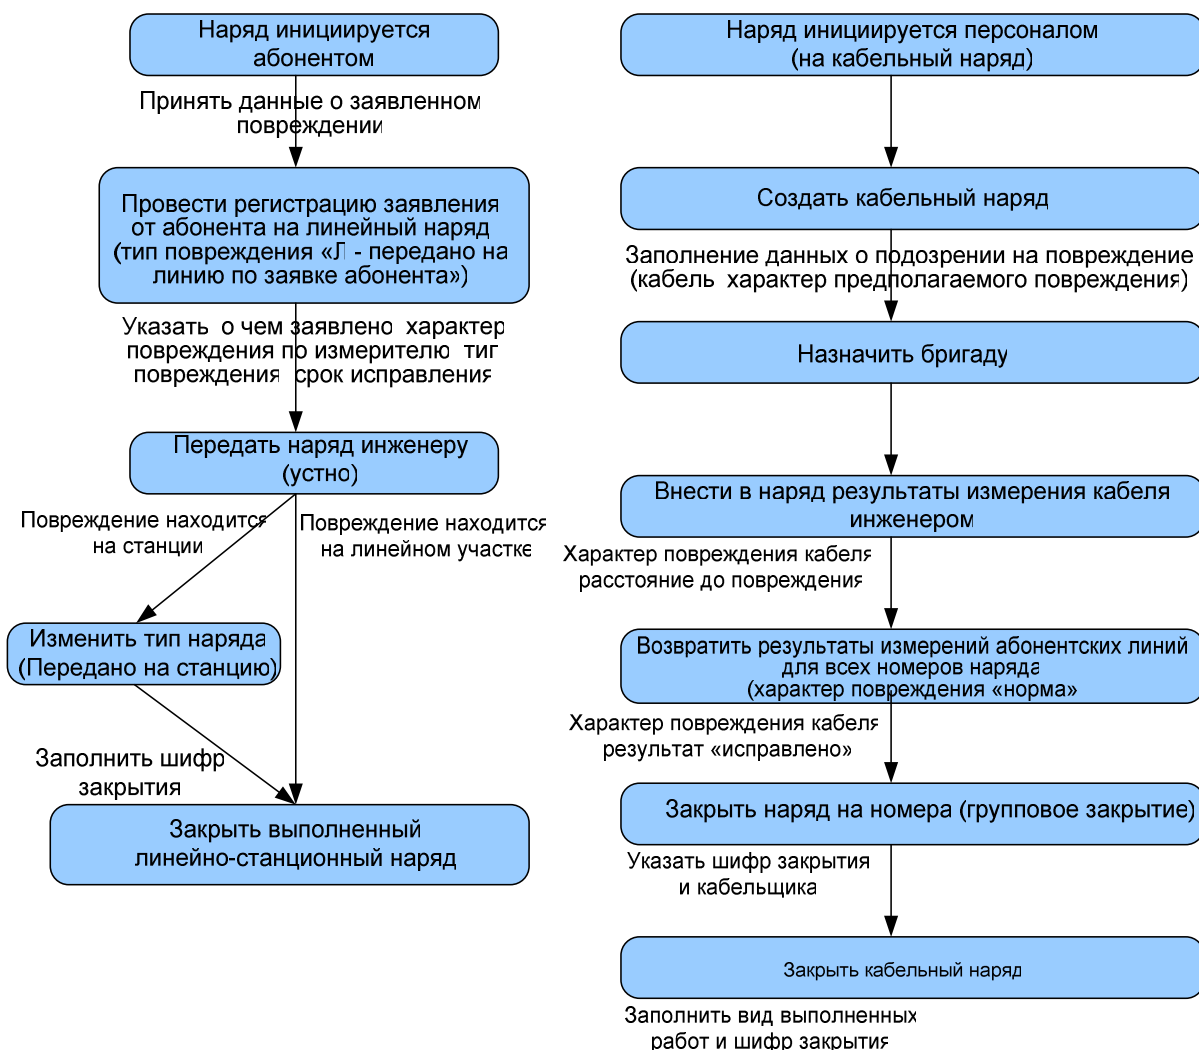 Наряд инициируется
абонентом
Принять данные о заявленном
повреждении
Провести регистрацию заявления
от абонента на линейный наряд
(тип повреждения «Л - передано на
линию по заявке абонента»)
Указать о чем заявлено характер
повреждения по измерителю тип
повреждения срок исправления
Передать наряд инженеру
(устно)
Повреждение находится
на станции
Повреждение находится
на линейном участке
Изменить тип наряда
(Передано на станцию)
Заполнить шифр
закрытия
Закрыть выполненный
линейно-станционный наряд
Наряд инициируется персоналом
(на кабельный наряд)
Создать кабельный наряд
Заполнение данных о подозрении на повреждение
(кабель характер предполагаемого повреждения)
Назначить бригаду
Внести в наряд результаты измерения кабеля
инженером
Характер повреждения кабеля
расстояние до повреждения
Возвратить результаты измерений абонентских линий
для всех номеров наряда
(характер повреждения «норма»
Характер повреждения кабеля
результат «исправлено»
Закрыть наряд на номера (групповое закрытие)
Указать шифр закрытия
и кабельщика
Закрыть кабельный наряд
Заполнить вид выполненных
работ и шифр закрытия